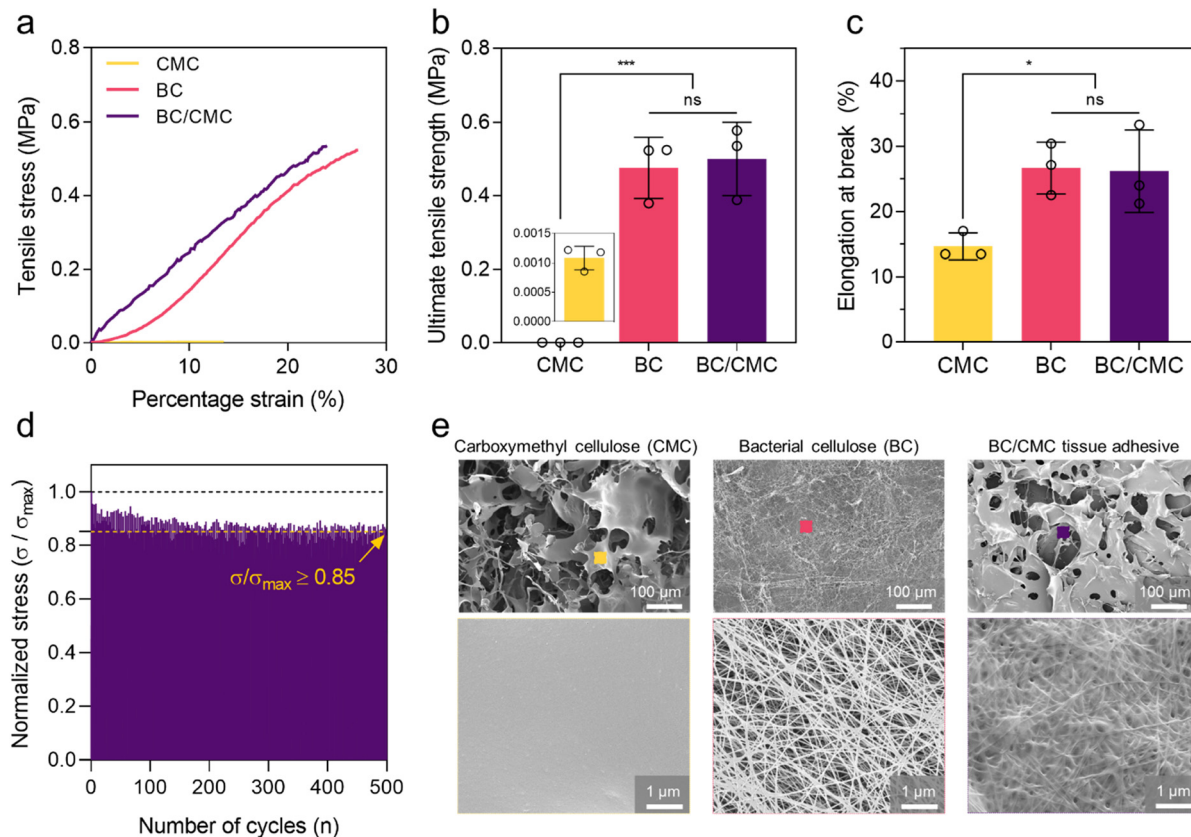 a
Tensile stress (MPa)
0.8
0.6
0.4
0.2
0.0
CMC
BC
BC/CMC
0
10
20
30
Percentage strain (%)
b
Ultimate tensile strength (MPa)
0.8
0.6
0.4
0.2
0.0
***
ns
0.0015
0.0010
0.0005
0.0000
CMC
BC
BC/CMC
c
Elongation at break (%)
40
30
20
10
0
*
ns
CMC
BC
BC/CMC
d
Normalized stress (σ / σmax)
1.0
0.8
0.6
0.4
0.2
0.0
σ/σmax ≥ 0.85
0
100
200
300
400
500
Number of cycles (n)
e
Carboxymethyl cellulose (CMC)
Bacterial cellulose (BC)
BC/CMC tissue adhesive
100 µm
100 µm
100 µm
1 µm
1 µm
1 µm